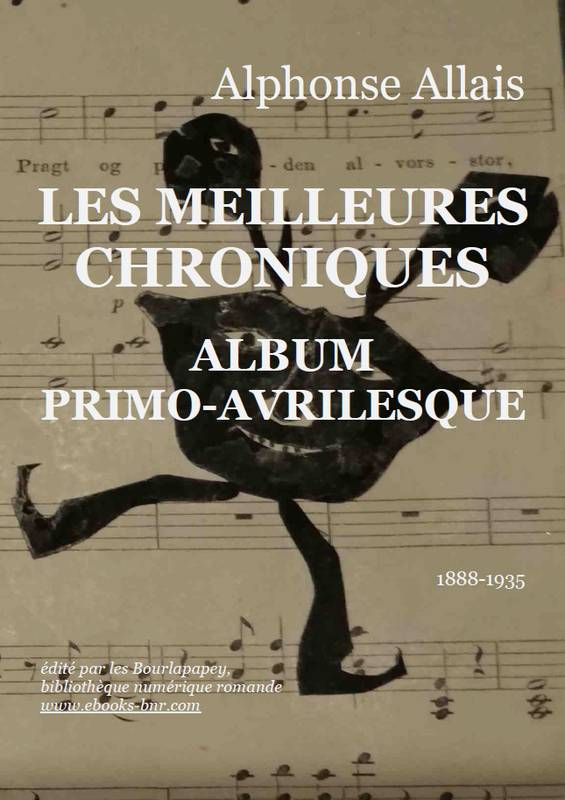 Alphonse Allais
Pragt og - den al - vors - stor,
LES MEILLEURES
CHRONIQUES
p
ALBUM
PRIMO-AVRILESQUE
1888-1935
édité par les Bourlapapey,
bibliothèque numérique romande
www.ebooks-bnr.com